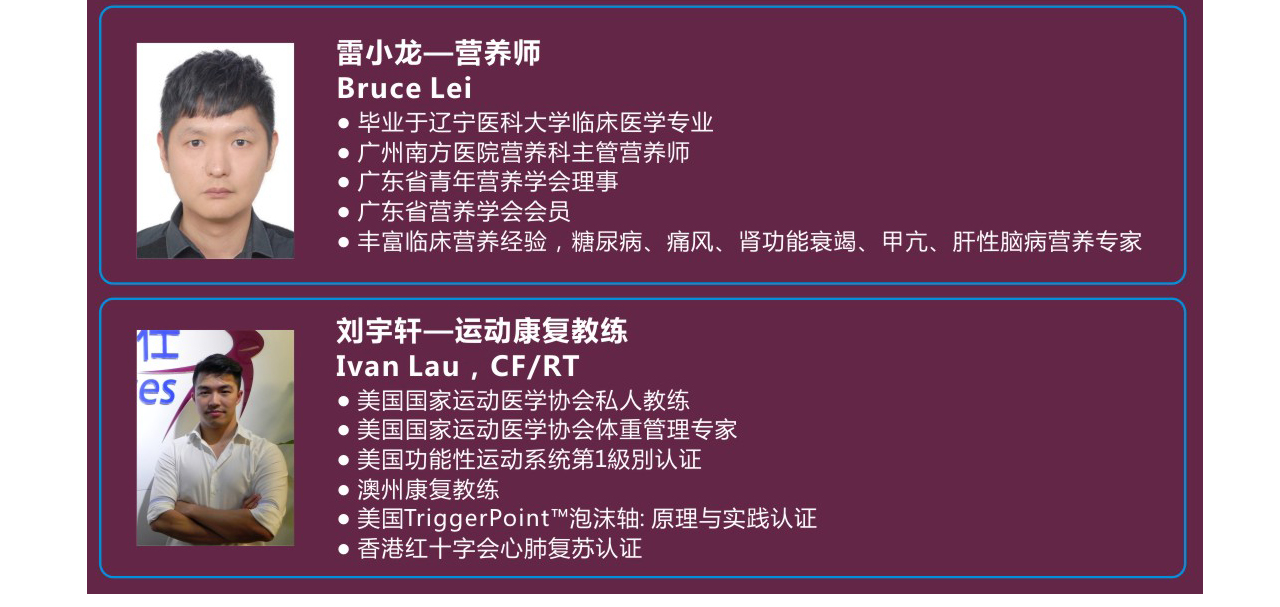 雷小龙—营养师
Bruce Lei
● 毕业于辽宁医科大学临床医学专业
● 广州南方医院营养科主管营养师
● 广东省青年营养学会理事
● 广东省营养学会会员
● 丰富临床营养经验，糖尿病、痛风、肾功能衰竭、甲亢、肝性脑病营养专家
刘宇轩—运动康复教练
Ivan Lau，CF/RT
● 美国国家运动医学协会私人教练
● 美国国家运动医学协会体重管理专家
● 美国功能性运动系统第1級別认证
● 澳州康复教练
● 美国TriggerPoint™泡沫轴: 原理与实践认证
● 香港红十字会心肺复苏认证
任
es